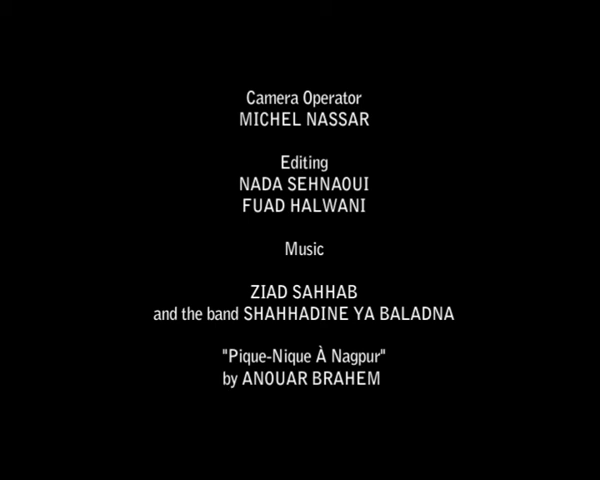 Camera Operator
MICHEL NASSAR
Editing
NADA SEHNAOUI
FUAD HALWANI
Music
ZIAD SAHHAB
and the band SHAHHADINE YA BALADNA
"Pique-Nique À Nagpur"
by ANOUAR BRAHEM